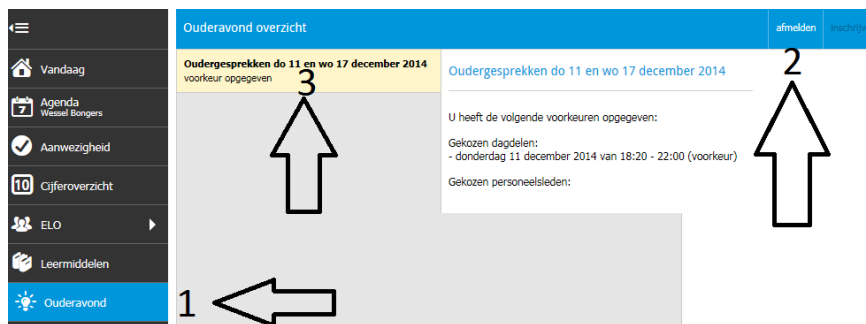 Vandaag
7
Agenda
Wessel Bongers
Aanwezigheid
10
Cijferoverzicht
ELO
Leermiddelen
Ouderavond
1
Ouderavond overzicht
afmelden
2
Oudergesprekken do 11 en wo 17 december 2014
voorkeur opgegeven
3
Oudergesprekken do 11 en wo 17 december 2014
U heeft de volgende voorkeuren opgegeven:
Gekozen dagdelen:
- donderdag 11 december 2014 van 18:20 - 22:00 (voorkeur)
Gekozen personeelsleden: